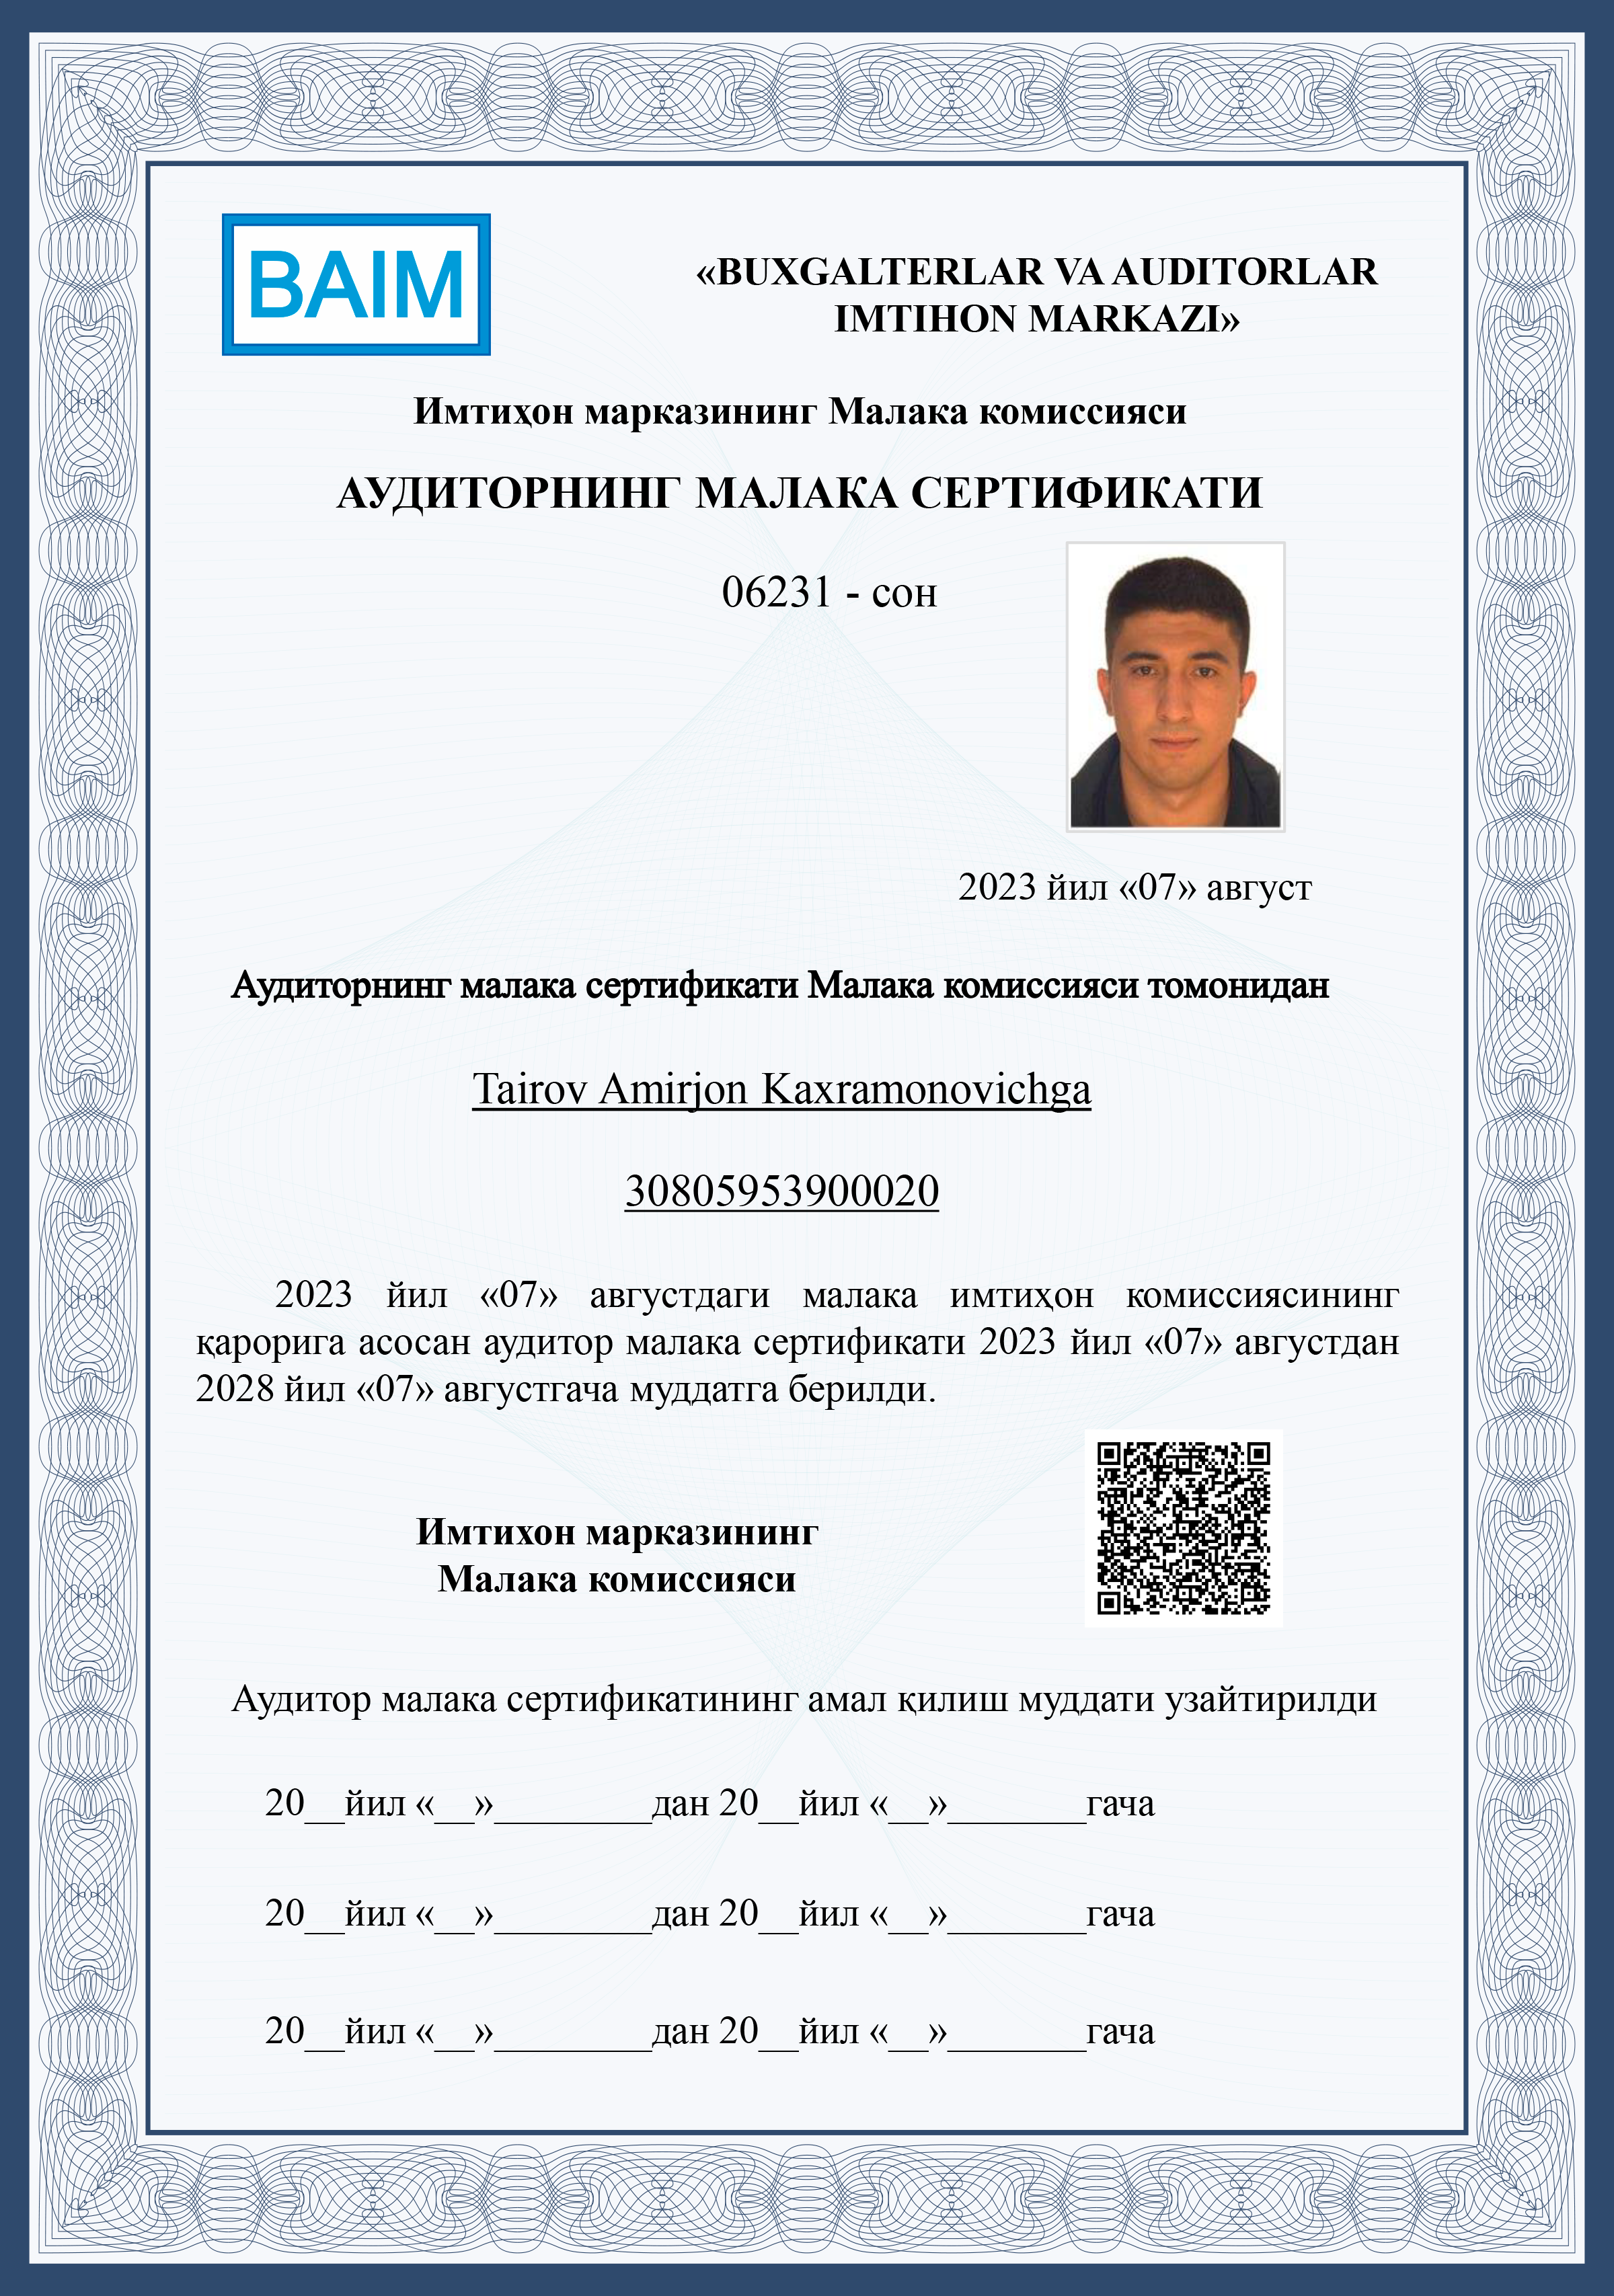 BAIM
«BUXGALTERLAR VA AUDITORLAR
IMTIHON MARKAZI»
Имтиҳон марказининг Малака комиссияси
АУДИТОРНИНГ МАЛАКА СЕРТИФИКАТИ
06231 - сон
2023 йил «07» август
Аудиторнинг малака сертификати Малака комиссияси томонидан
Tairov Amirjon Kaxramonovichga
30805953900020
2023 йил «07» августдаги малака имтиҳон комиссиясининг
қарорига асосан аудитор малака сертификати 2023 йил «07» августдан
2028 йил «07» августгача муддатга берилди.
Имтихон марказининг
Малака комиссияси
Аудитор малака сертификатининг амал қилиш муддати узайтирилди
20__йил «__»________дан 20__йил «__»_______гача
20__йил «__»________дан 20__йил «__»_______гача
20__йил «__»________дан 20__йил «__»_______гача